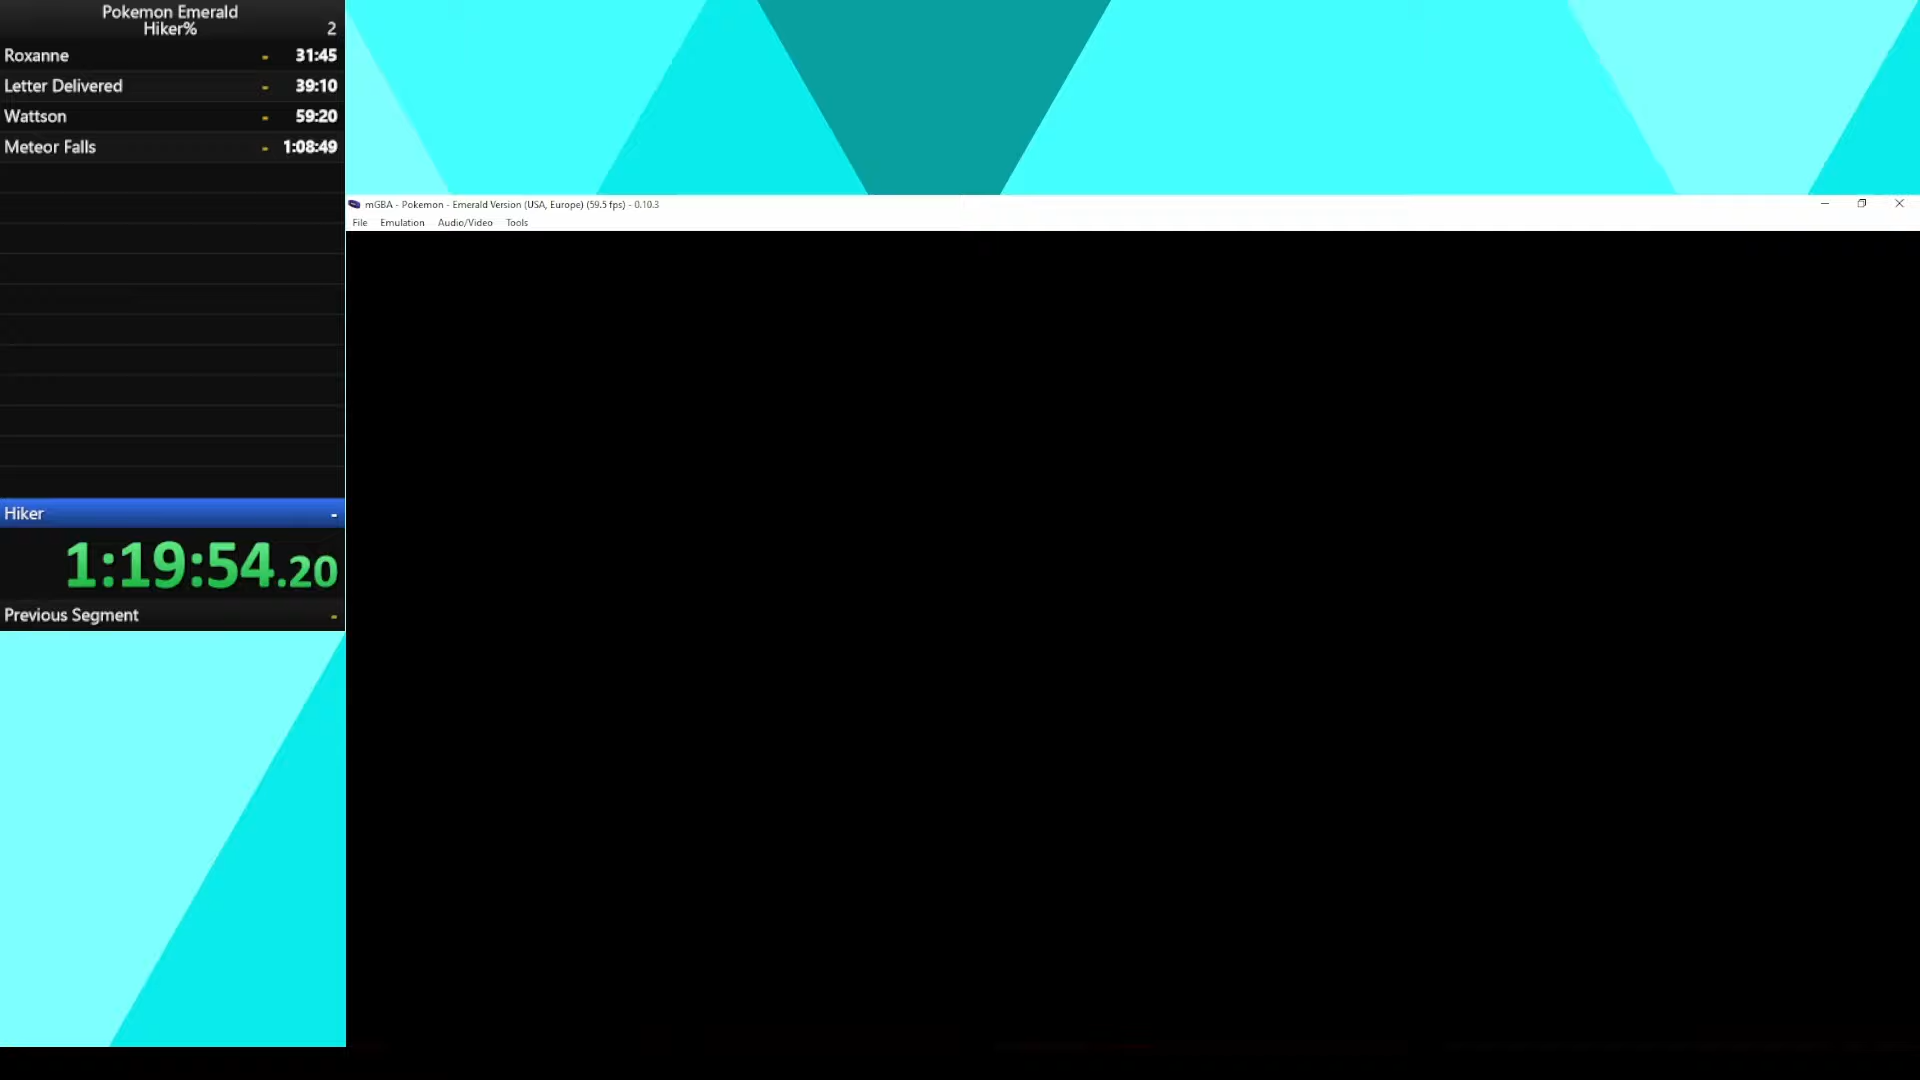 Pokemon Emerald
Hiker%
2
Roxanne - 31:45
Letter Delivered - 39:10
Wattson - 59:20
Meteor Falls - 1:08:49
mGBA - Pokemon - Emerald Version (USA, Europe) (59.5 fps) - 0.10.3
File Emulation Audio/Video Tools
Hiker -
1:19:54.20
Previous Segment -